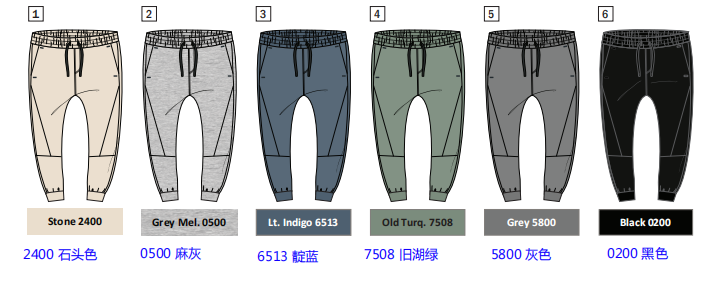 1 2 3 4 5 6
Stone 2400 Grey Mel. 0500 Lt. Indigo 6513 Old Turq. 7508 Grey 5800 Black 0200
2400 石头色 0500 麻灰 6513 靛蓝 7508 旧湖绿 5800 灰色 0200 黑色